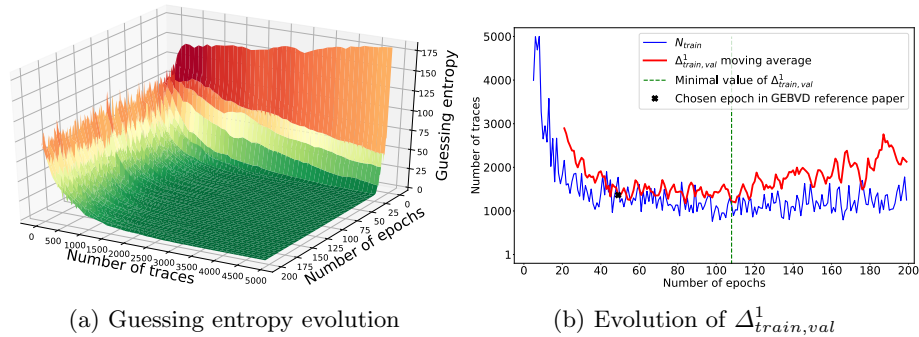 175
150
125
100
75
50
25
0
Guessing entropy
0
25
50
75
100
125
150
175
200
Number of epochs
0
500
1000
1500
2000
2500
3000
3500
4000
4500
5000
Number of traces
(a) Guessing entropy evolution
5000
4000
3000
2000
1000
1
Number of traces
N_train
Δ¹_train,val moving average
Minimal value of Δ¹_train,val
Chosen epoch in GEBVD reference paper
0 20 40 60 80 100 120 140 160 180 200
Number of epochs
(b) Evolution of Δ¹_train,val